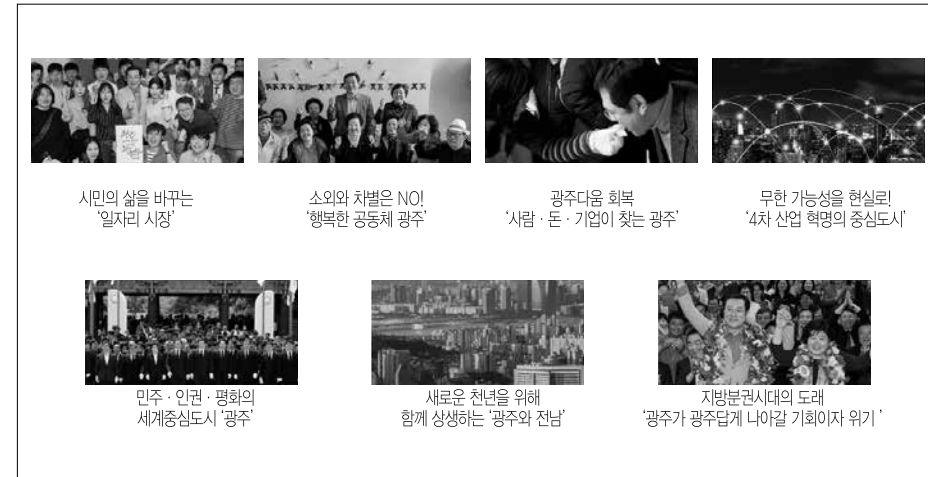 시민의 삶을 바꾸는
‘일자리 시장’
소외와 차별은 NO!
‘행복한 공동체 광주’
광주다움 회복
‘사람 · 돈 · 기업이 찾는 광주’
무한 가능성을 현실로!
‘4차 산업 혁명의 중심도시’
민주 · 인권 · 평화의
세계중심도시 ‘광주’
새로운 천년을 위해
함께 상생하는 ‘광주와 전남’
지방분권시대의 도래
‘광주가 광주답게 나아갈 기회이자 위기 ’